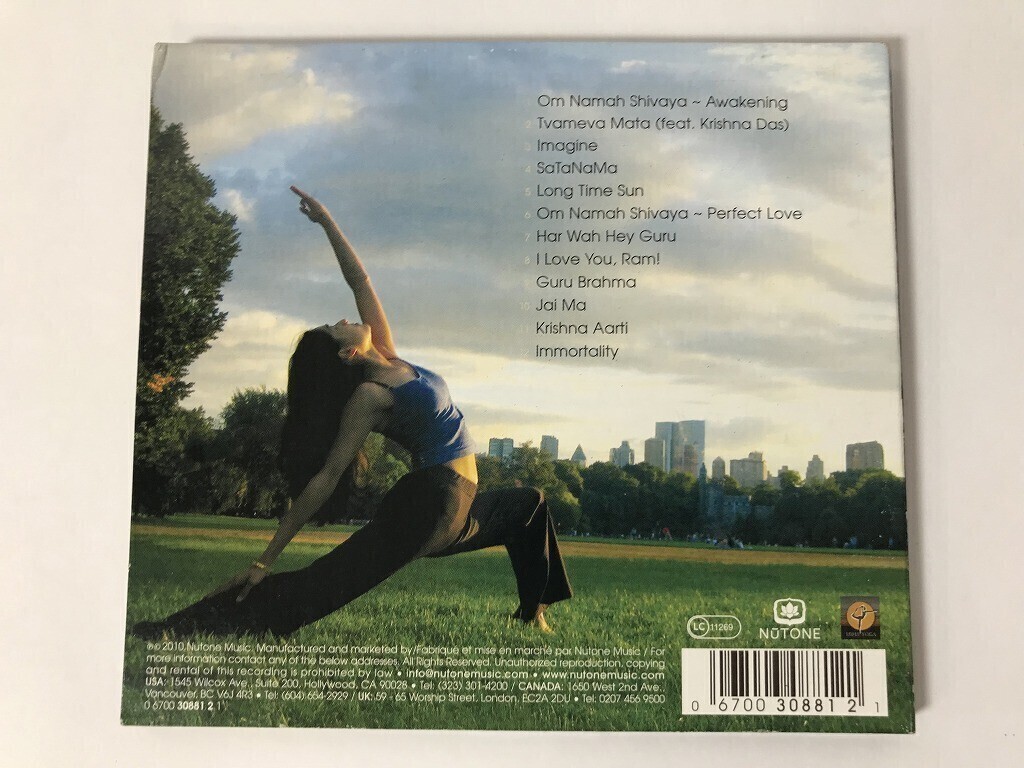 Om Namah Shivaya ~ Awakening
2 Tvameva Mata (feat. Krishna Das)
3 Imagine
4 SaTaNaMa
5 Long Time Sun
6 Om Namah Shivaya ~ Perfect Love
7 Har Wah Hey Guru
8 I Love You, Ram!
Guru Brahma
10 Jai Ma
11 Krishna Aarti
Immortality
LC 11269
NŪTONE
℗© 2010 Nutone Music. Manufactured and marketed by/Fabriqué et mise en marché par Nutone Music / For
more information contact any of the below addresses. All Rights Reserved. Unauthorized reproduction, copying
and rental of this recording is prohibited by law • info@nutonemusic.com • www.nutonemusic.com
USA: 1545 Wilcox Ave., Suite 200, Hollywood, CA 90028 • Tel: (323) 301-4200 / CANADA: 1650 West 2nd Ave.,
Vancouver, BC V6J 4R3 • Tel: (604) 654-2929 / UK: 59 - 65 Worship Street, London, EC2A 2DU • Tel: 0207 456 9500
0 6700 30881 2 1
0 6700 30881 2 1